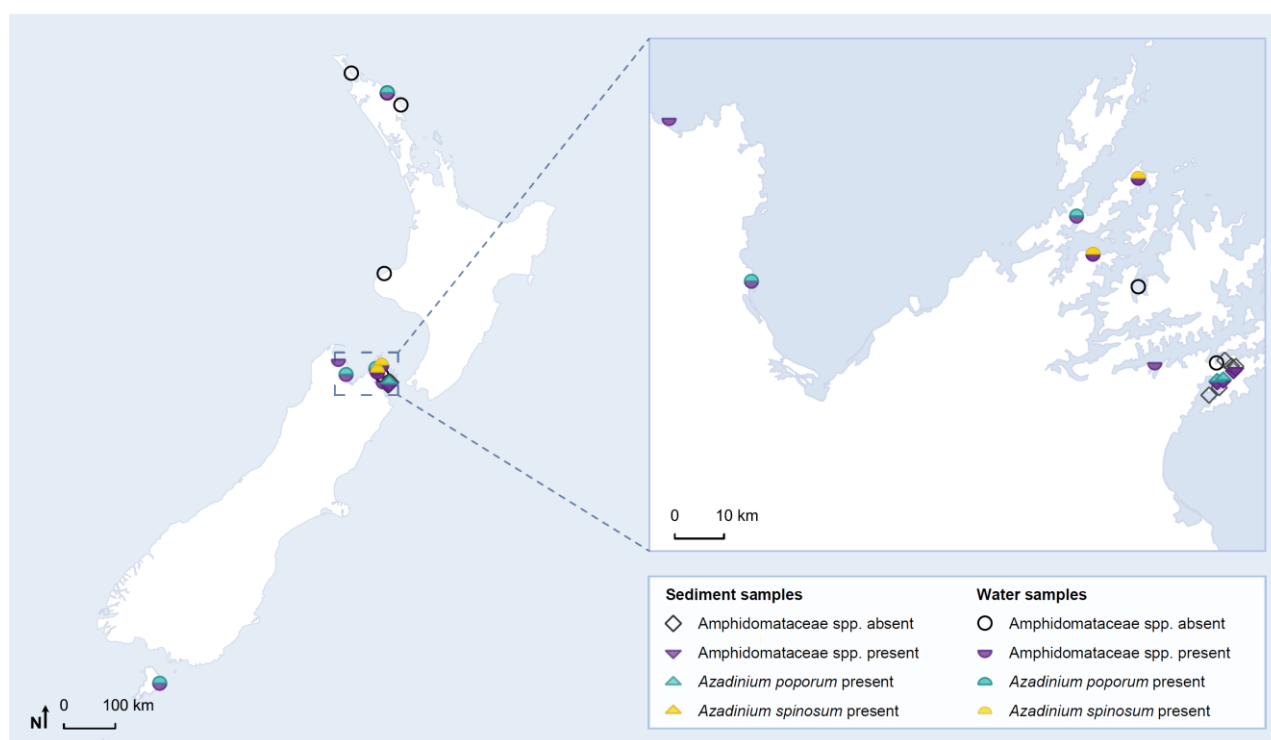 0 10 km
Sediment samples
Amphidomataceae spp. absent
Amphidomataceae spp. present
Azadinium poporum present
Azadinium spinosum present
Water samples
Amphidomataceae spp. absent
Amphidomataceae spp. present
Azadinium poporum present
Azadinium spinosum present
N 0 100 km